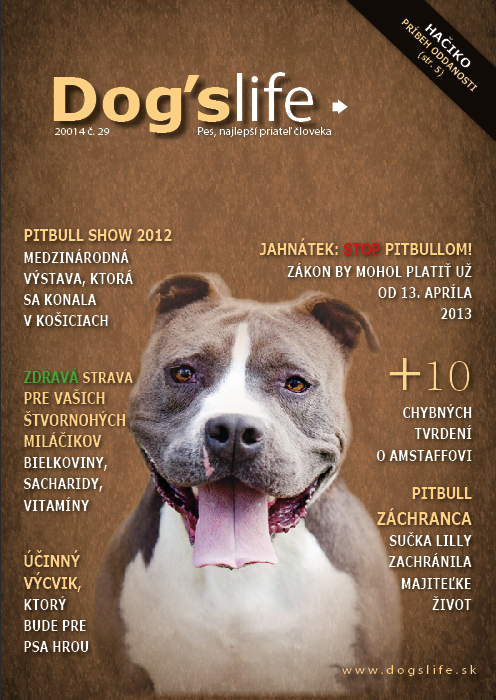 HAČIKO
PRÍBEH ODDANOSTI
(str. 5)
Dog'slife
20014 č. 29
Pes, najlepší priateľ človeka
PITBULL SHOW 2012
MEDZINÁRODNÁ
VÝSTAVA, KTORÁ
SA KONALA
V KOŠICIACH
JAHNÁTEK: STOP PITBULLOM!
ZÁKON BY MOHOL PLATIŤ UŽ
OD 13. APRÍLA
2013
ZDRAVÁ STRAVA
PRE VAŠICH
ŠTVORNOHÝCH
MILÁČIKOV
BIELKOVINY,
SACHARIDY,
VITAMÍNY
+10
CHYBNÝCH
TVRDENÍ
O AMSTAFFOVI
PITBULL
ZÁCHRANCA
SUČKA LILLY
ZACHRÁNILA
MAJITEĽKE
ŽIVOT
ÚČINNÝ
VÝCVIK,
KTORÝ
BUDE PRE
PSA HROU
www.dogslife.sk